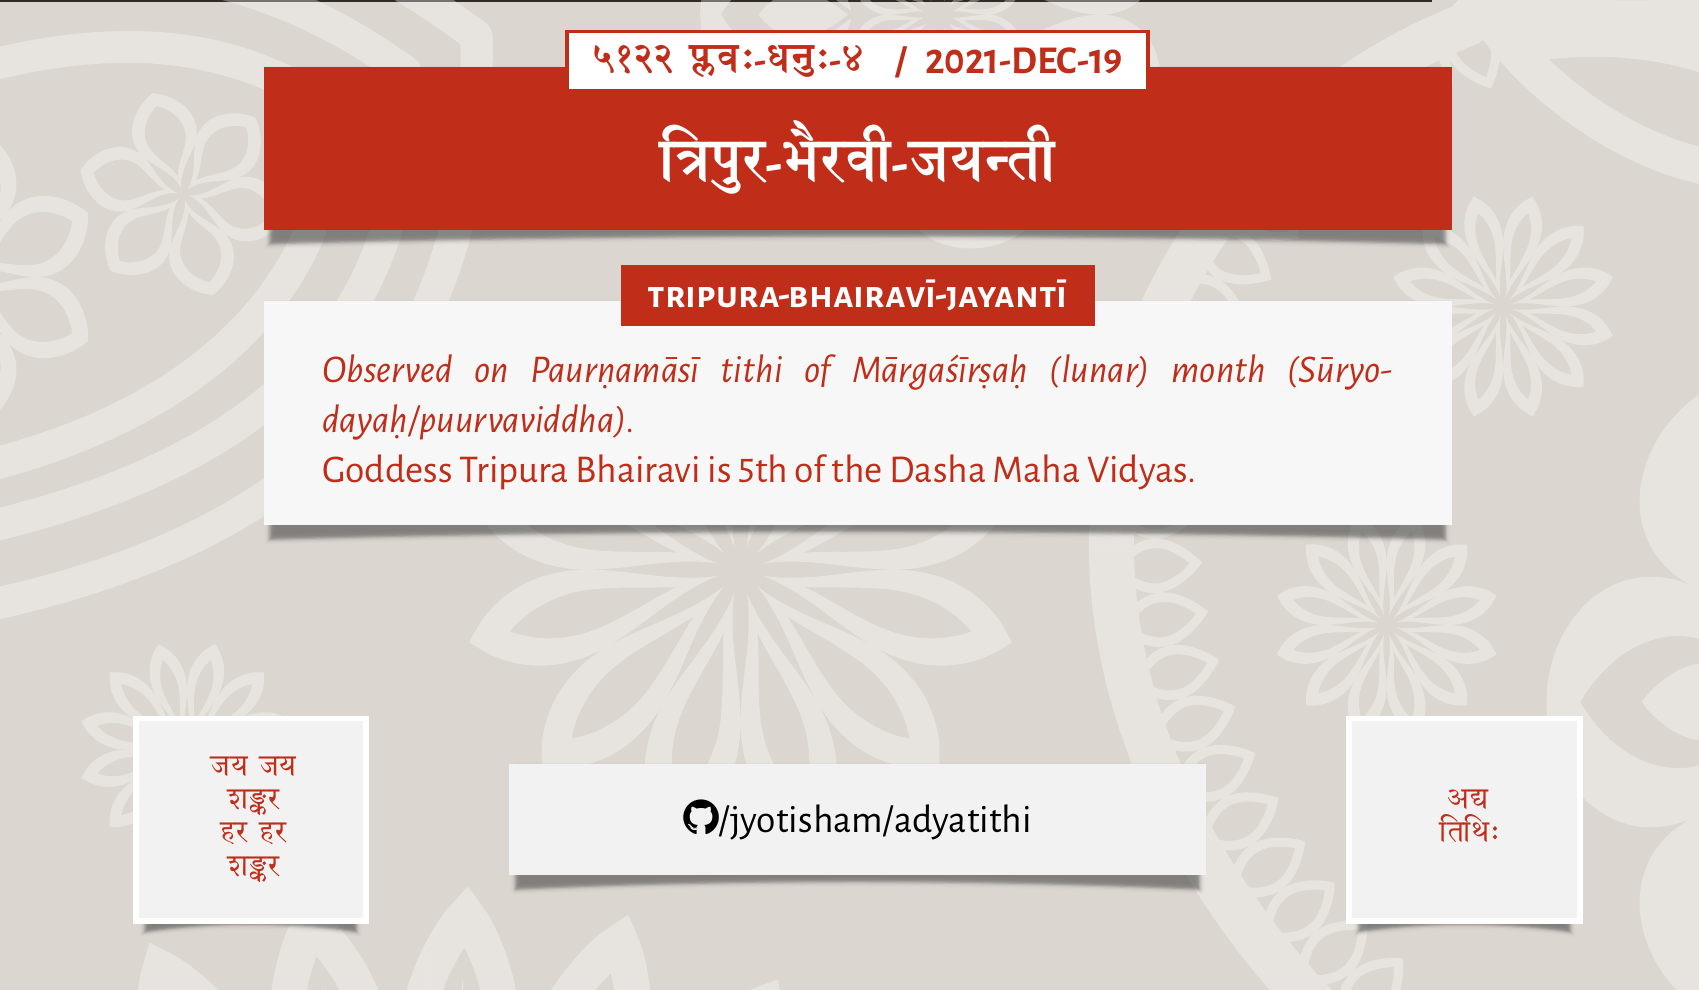 ५१२२ प्लवः-धनुः-४ / 2021-DEC-19
त्रिपुर-भैरवी-जयन्ती
TRIPURA-BHAIRAVĪ-JAYANTĪ
Observed on Paurṇamāsī tithi of Mārgaśīrṣaḥ (lunar) month (Sūryo-
dayaḥ/puurvaviddha).
Goddess Tripura Bhairavi is 5th of the Dasha Maha Vidyas.
जय जय
शङ्कर
हर हर
शङ्कर
/jyotisham/adyatithi
अद्य
तिथिः